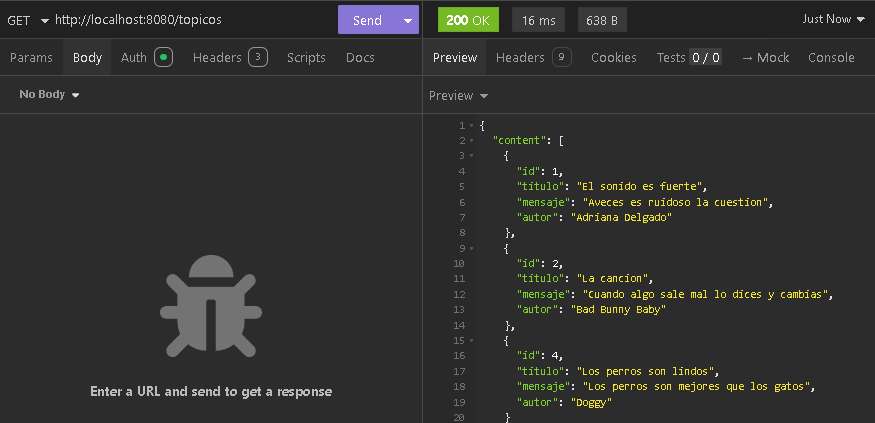 GET http://localhost:8080/topicos Send 200 OK 16 ms 638 B Just Now
Params Body Auth Headers 3 Scripts Docs Preview Headers 9 Cookies Tests 0 / 0 → Mock Console
No Body Preview
1 {
2 "content": [
3 {
4 "id": 1,
5 "titulo": "El sonido es fuerte",
6 "mensaje": "Aveces es ruidoso la cuestion",
7 "autor": "Adriana Delgado"
8 },
9 {
10 "id": 2,
11 "titulo": "La cancion",
12 "mensaje": "Cuando algo sale mal lo dices y cambias",
13 "autor": "Bad Bunny Baby"
14 },
15 {
16 "id": 4,
17 "titulo": "Los perros son lindos",
18 "mensaje": "Los perros son mejores que los gatos",
19 "autor": "Doggy"
20 }
Enter a URL and send to get a response